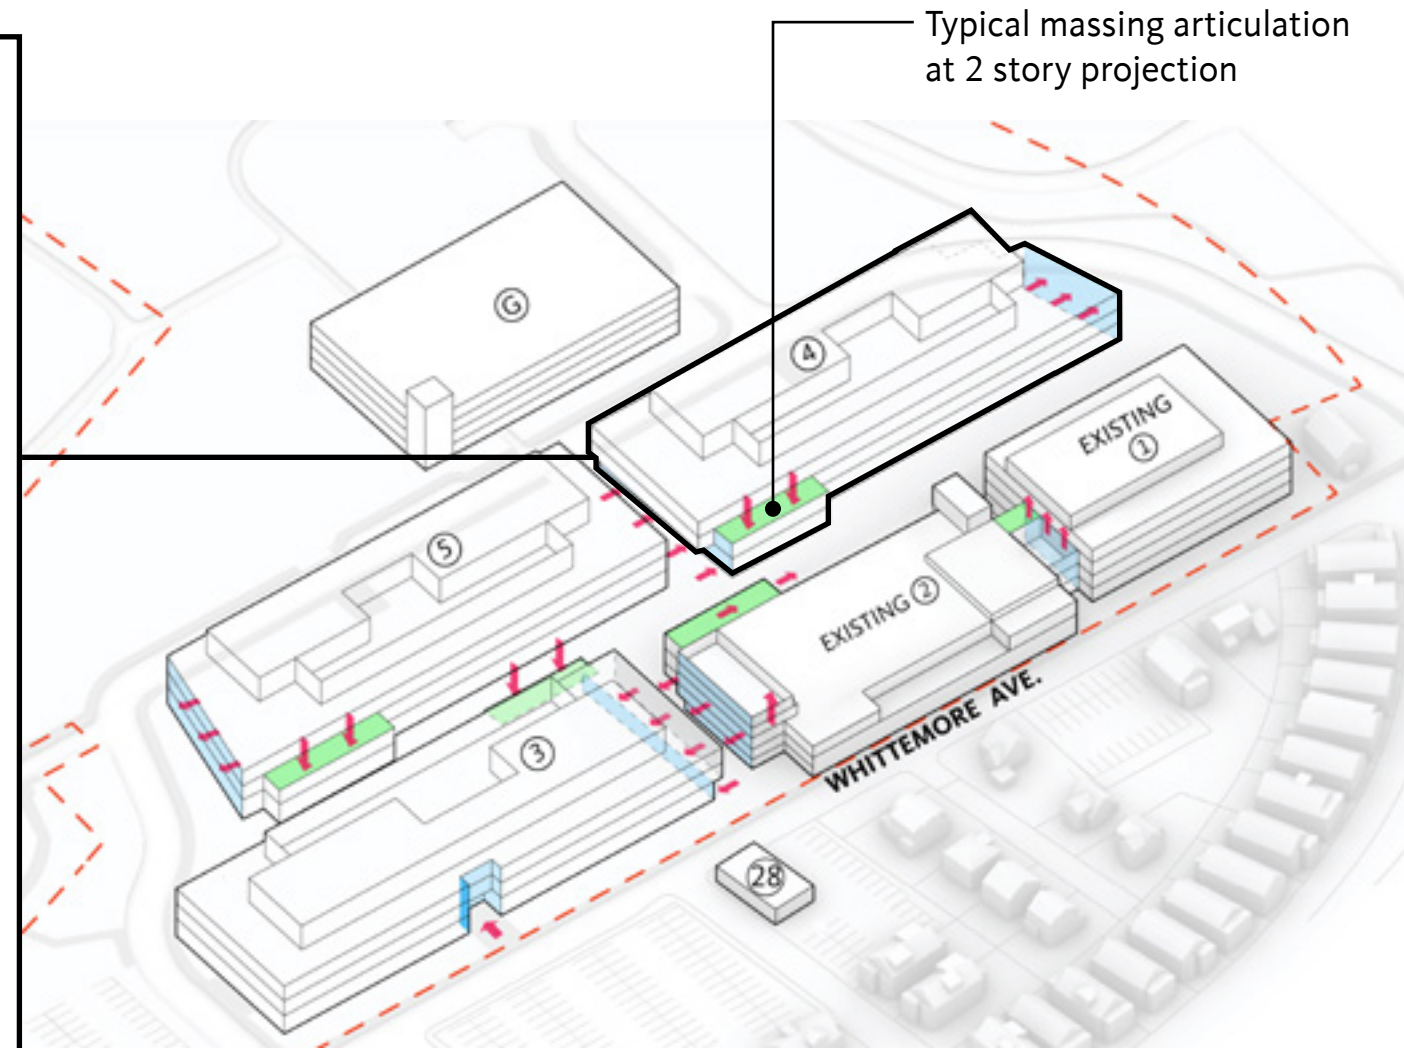 Typical massing articulation
at 2 story projection
G
4
EXISTING
1
5
EXISTING 2
3
WHITTEMORE AVE.
28